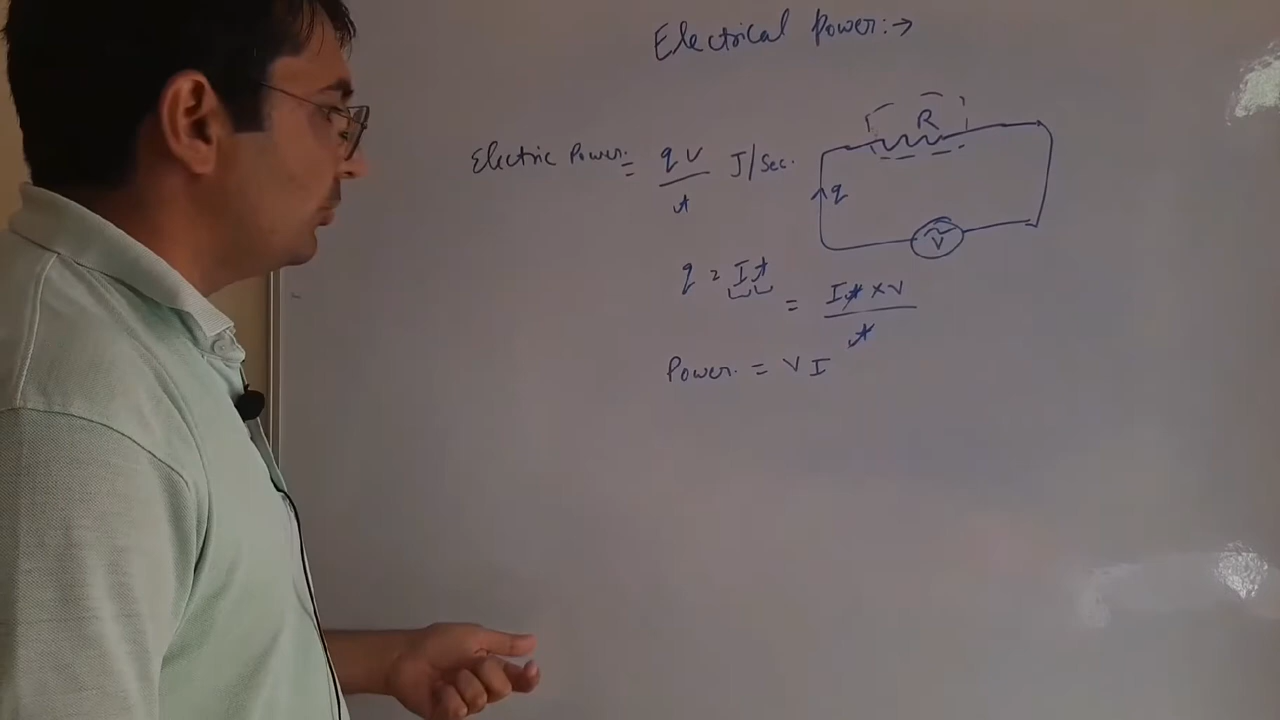 Electrical Power:→
Electric Power. = qV/t J/Sec.
R
q
V
q = It
= It × V/t
Power. = VI